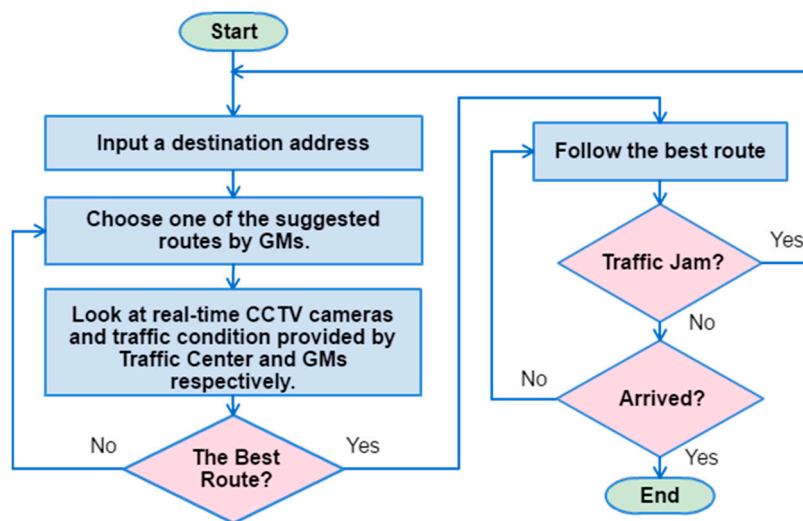 Start
Input a destination address
Choose one of the suggested
routes by GMs.
Look at real-time CCTV cameras
and traffic condition provided by
Traffic Center and GMs
respectively.
No
The Best
Route?
Yes
Follow the best route
Traffic Jam?
Yes
No
No
Arrived?
Yes
End